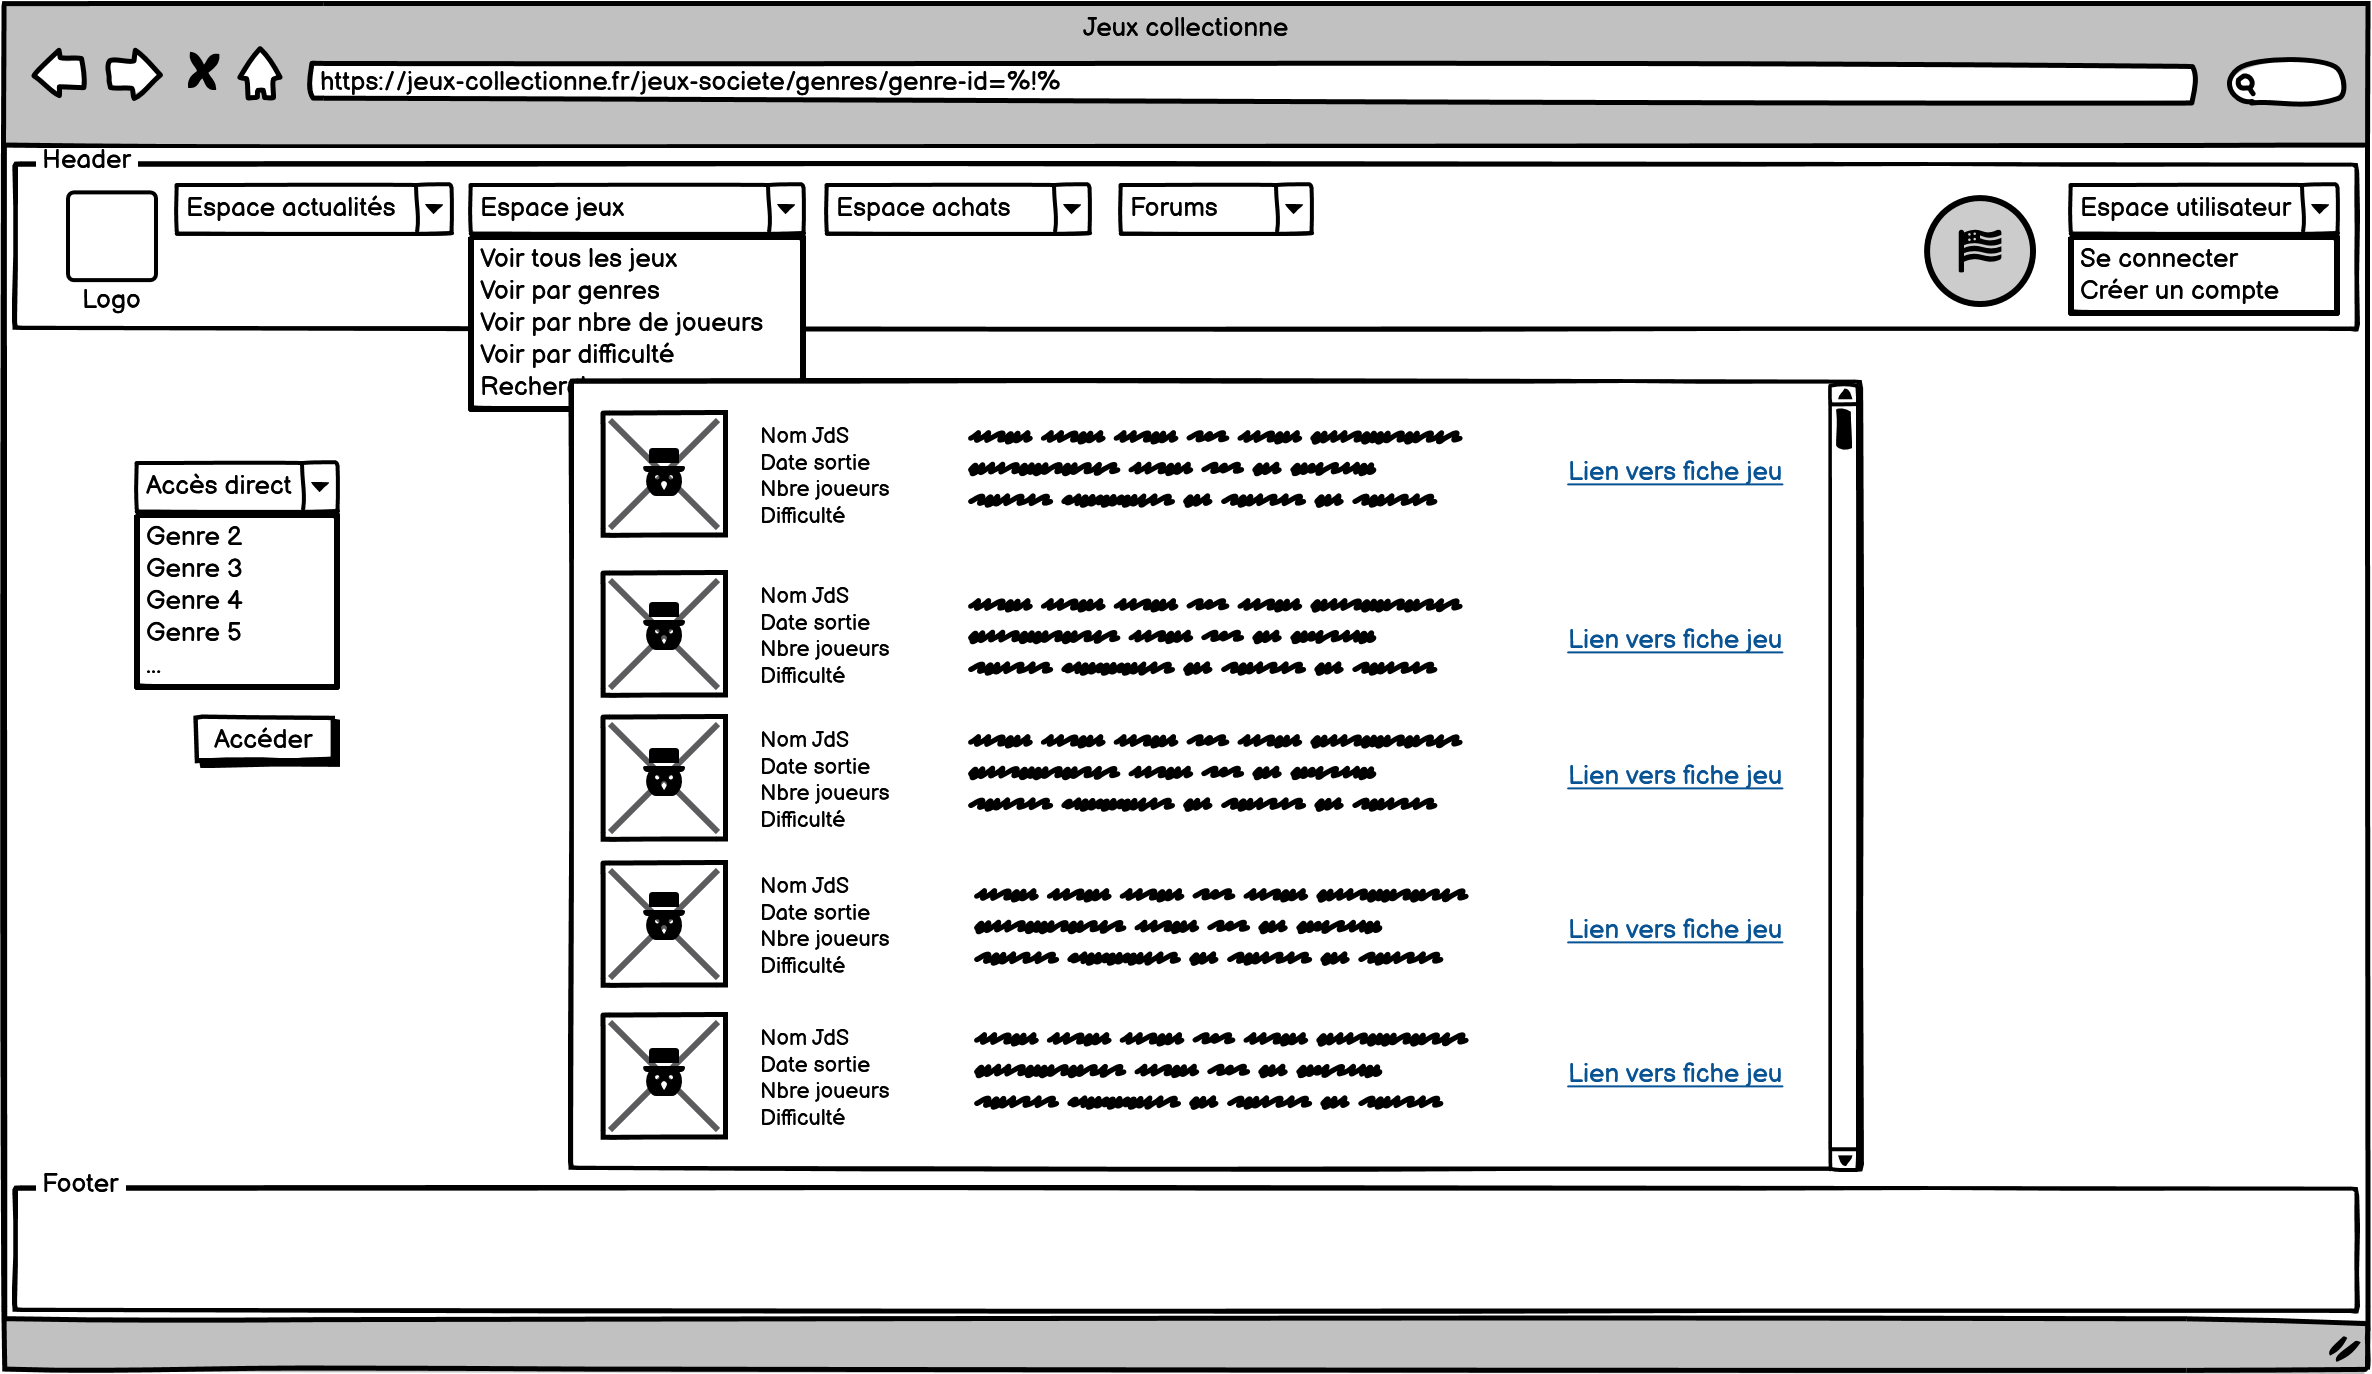 Jeux collectionne
https://jeux-collectionne.fr/jeux-societe/genres/genre-id=%!%
Header
Logo
Espace actualités
Espace jeux
Voir tous les jeux
Voir par genres
Voir par nbre de joueurs
Voir par difficulté
Espace achats
Forums
Espace utilisateur
Se connecter
Créer un compte
Accès direct
Genre 2
Genre 3
Genre 4
Genre 5
...
Accéder
Nom JdS
Date sortie
Nbre joueurs
Difficulté
Lien vers fiche jeu
Nom JdS
Date sortie
Nbre joueurs
Difficulté
Lien vers fiche jeu
Nom JdS
Date sortie
Nbre joueurs
Difficulté
Lien vers fiche jeu
Nom JdS
Date sortie
Nbre joueurs
Difficulté
Lien vers fiche jeu
Nom JdS
Date sortie
Nbre joueurs
Difficulté
Lien vers fiche jeu
Footer